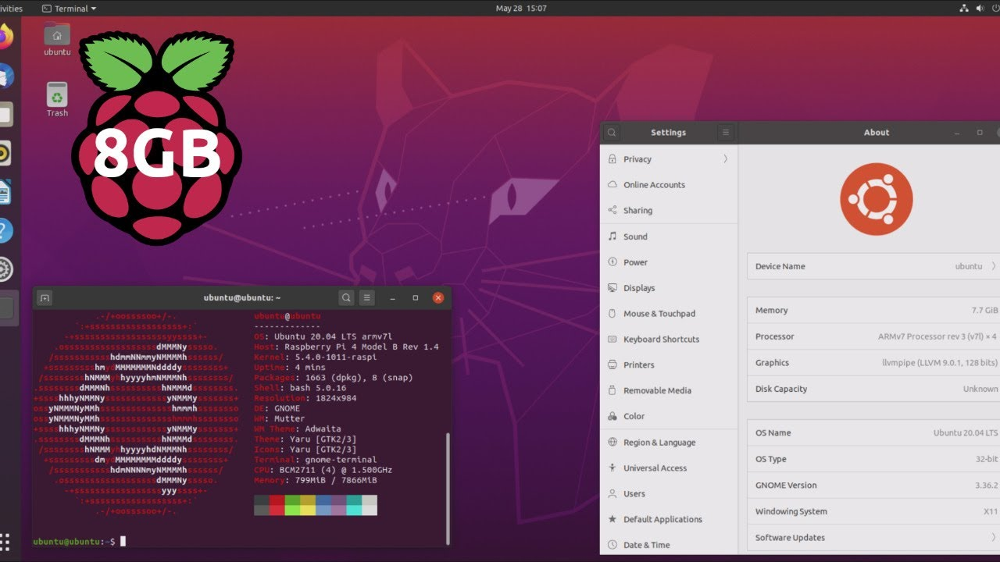 ivities
Terminal
May 28 15:07
ubuntu
Trash
8GB
ubuntu@ubuntu: ~
ubuntu@ubuntu
-------------
OS: Ubuntu 20.04 LTS armv7l
Host: Raspberry Pi 4 Model B Rev 1.4
Kernel: 5.4.0-1011-raspi
Uptime: 4 mins
Packages: 1663 (dpkg), 8 (snap)
Shell: bash 5.0.16
Resolution: 1824x984
DE: GNOME
WM: Mutter
WM Theme: Adwaita
Theme: Yaru [GTK2/3]
Icons: Yaru [GTK2/3]
Terminal: gnome-terminal
CPU: BCM2711 (4) @ 1.500GHz
Memory: 799MiB / 7866MiB
ubuntu@ubuntu:~$
Settings
Privacy
Online Accounts
Sharing
Sound
Power
Displays
Mouse & Touchpad
Keyboard Shortcuts
Printers
Removable Media
Color
Region & Language
Universal Access
Users
Default Applications
Date & Time
About
Device Name ubuntu
Memory 7.7 GiB
Processor ARMv7 Processor rev 3 (v7l) × 4
Graphics llvmpipe (LLVM 9.0.1, 128 bits)
Disk Capacity Unknown
OS Name Ubuntu 20.04 LTS
OS Type 32-bit
GNOME Version 3.36.2
Windowing System X11
Software Updates